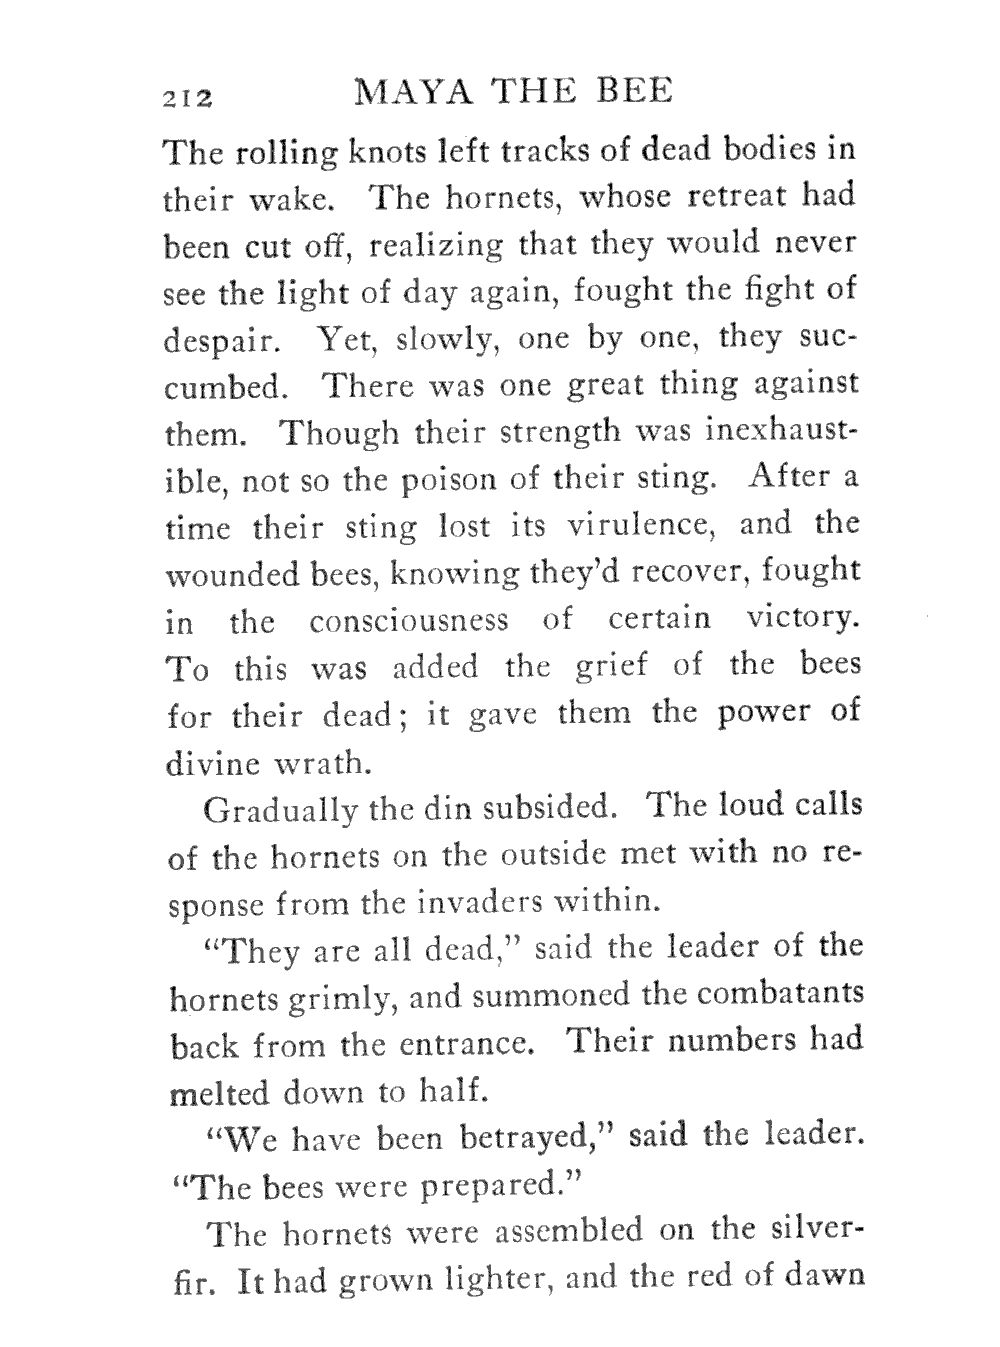 212 MAYA THE BEE
The rolling knots left tracks of dead bodies in
their wake. The hornets, whose retreat had
been cut off, realizing that they would never
see the light of day again, fought the fight of
despair. Yet, slowly, one by one, they suc-
cumbed. There was one great thing against
them. Though their strength was inexhaust-
ible, not so the poison of their sting. After a
time their sting lost its virulence, and the
wounded bees, knowing they’d recover, fought
in the consciousness of certain victory.
To this was added the grief of the bees
for their dead; it gave them the power of
divine wrath.
Gradually the din subsided. The loud calls
of the hornets on the outside met with no re-
sponse from the invaders within.
“They are all dead,” said the leader of the
hornets grimly, and summoned the combatants
back from the entrance. Their numbers had
melted down to half.
“We have been betrayed,” said the leader.
“The bees were prepared.”
The hornets were assembled on the silver-
fir. It had grown lighter, and the red of dawn